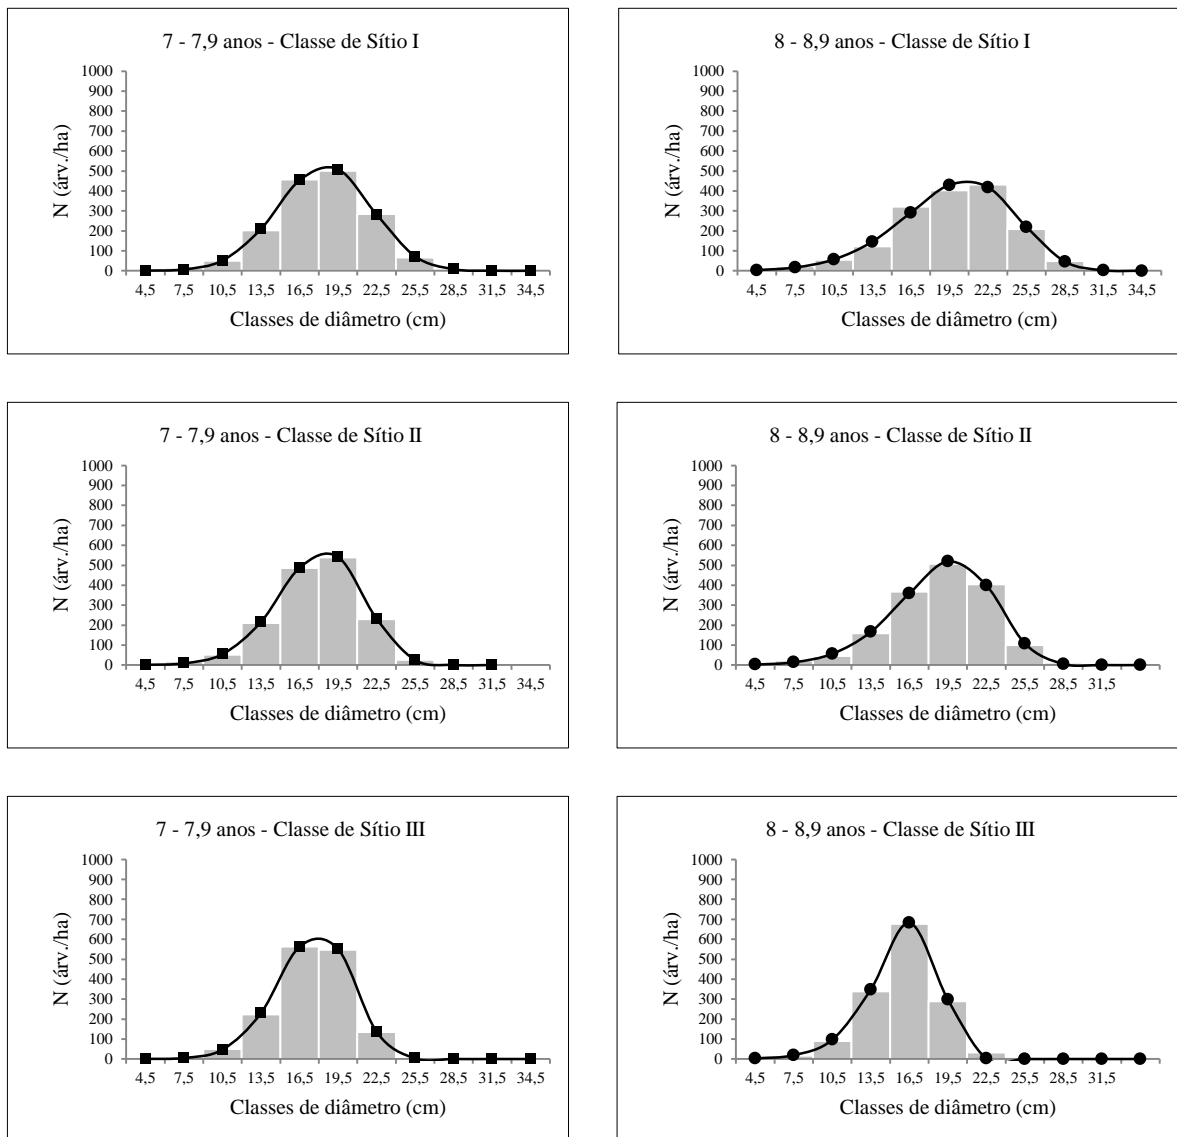 7 - 7,9 anos - Classe de Sítio I
1000
900
800
700
600
500
400
300
200
100
0
N (árv./ha)
4,5 7,5 10,5 13,5 16,5 19,5 22,5 25,5 28,5 31,5 34,5
Classes de diâmetro (cm)
8 - 8,9 anos - Classe de Sítio I
1000
900
800
700
600
500
400
300
200
100
0
N (árv./ha)
4,5 7,5 10,5 13,5 16,5 19,5 22,5 25,5 28,5 31,5 34,5
Classes de diâmetro (cm)
7 - 7,9 anos - Classe de Sítio II
1000
900
800
700
600
500
400
300
200
100
0
N (árv./ha)
4,5 7,5 10,5 13,5 16,5 19,5 22,5 25,5 28,5 31,5 34,5
Classes de diâmetro (cm)
8 - 8,9 anos - Classe de Sítio II
1000
900
800
700
600
500
400
300
200
100
0
N (árv./ha)
4,5 7,5 10,5 13,5 16,5 19,5 22,5 25,5 28,5 31,5
Classes de diâmetro (cm)
7 - 7,9 anos - Classe de Sítio III
1000
900
800
700
600
500
400
300
200
100
0
N (árv./ha)
4,5 7,5 10,5 13,5 16,5 19,5 22,5 25,5 28,5 31,5 34,5
Classes de diâmetro (cm)
8 - 8,9 anos - Classe de Sítio III
1000
900
800
700
600
500
400
300
200
100
0
N (árv./ha)
4,5 7,5 10,5 13,5 16,5 19,5 22,5 25,5 28,5 31,5
Classes de diâmetro (cm)